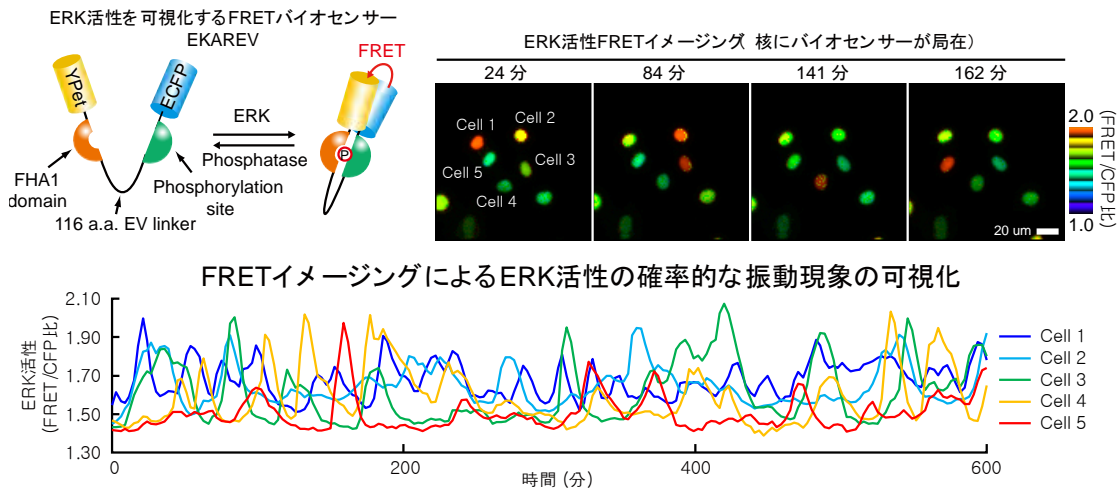 ERK活性を可視化するFRETバイオセンサー
EKAREV
YPet
ECFP
FRET
ERK
Phosphatase
P
FHA1
domain
Phosphorylation
site
116 a.a. EV linker
ERK活性FRETイメージング( 核にバイオセンサーが局在)
24 分
84 分
141 分
162 分
Cell 1
Cell 2
Cell 3
Cell 5
Cell 4
20 um
2.0
1.0
(FRET/CFP比)
FRETイメージングによるERK活性の確率的な振動現象の可視化
ERK活性
(FRET/CFP比)
2.10
1.90
1.70
1.50
1.30
0
200
400
600
時間 (分)
Cell 1
Cell 2
Cell 3
Cell 4
Cell 5